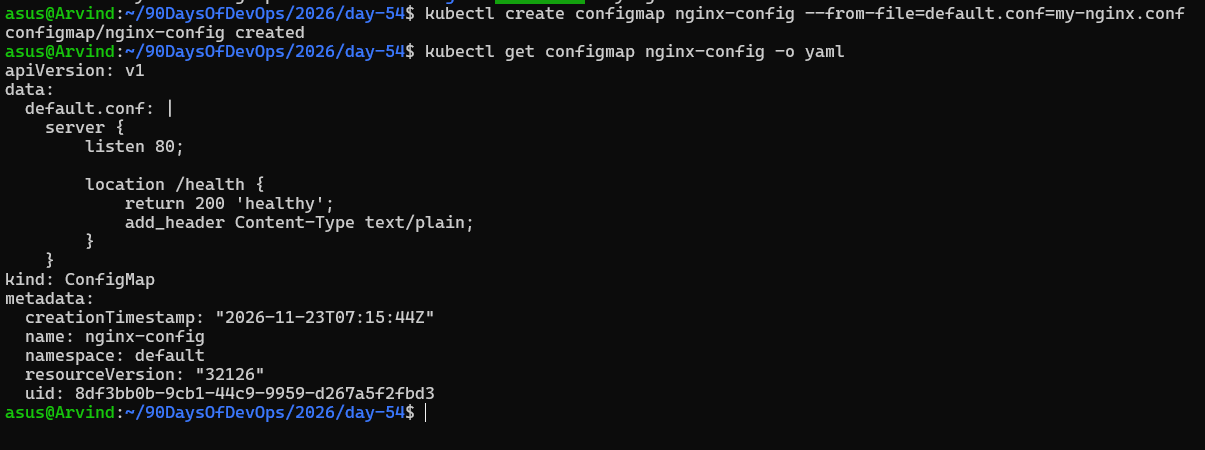 asus@Arvind:~/90DaysOfDevOps/2026/day-54$ kubectl create configmap nginx-config --from-file=default.conf=my-nginx.conf
configmap/nginx-config created
asus@Arvind:~/90DaysOfDevOps/2026/day-54$ kubectl get configmap nginx-config -o yaml
apiVersion: v1
data:
  default.conf: |
    server {
        listen 80;

        location /health {
            return 200 'healthy';
            add_header Content-Type text/plain;
        }
    }
kind: ConfigMap
metadata:
  creationTimestamp: "2026-11-23T07:15:44Z"
  name: nginx-config
  namespace: default
  resourceVersion: "32126"
  uid: 8df3bb0b-9cb1-44c9-9959-d267a5f2fbd3
asus@Arvind:~/90DaysOfDevOps/2026/day-54$